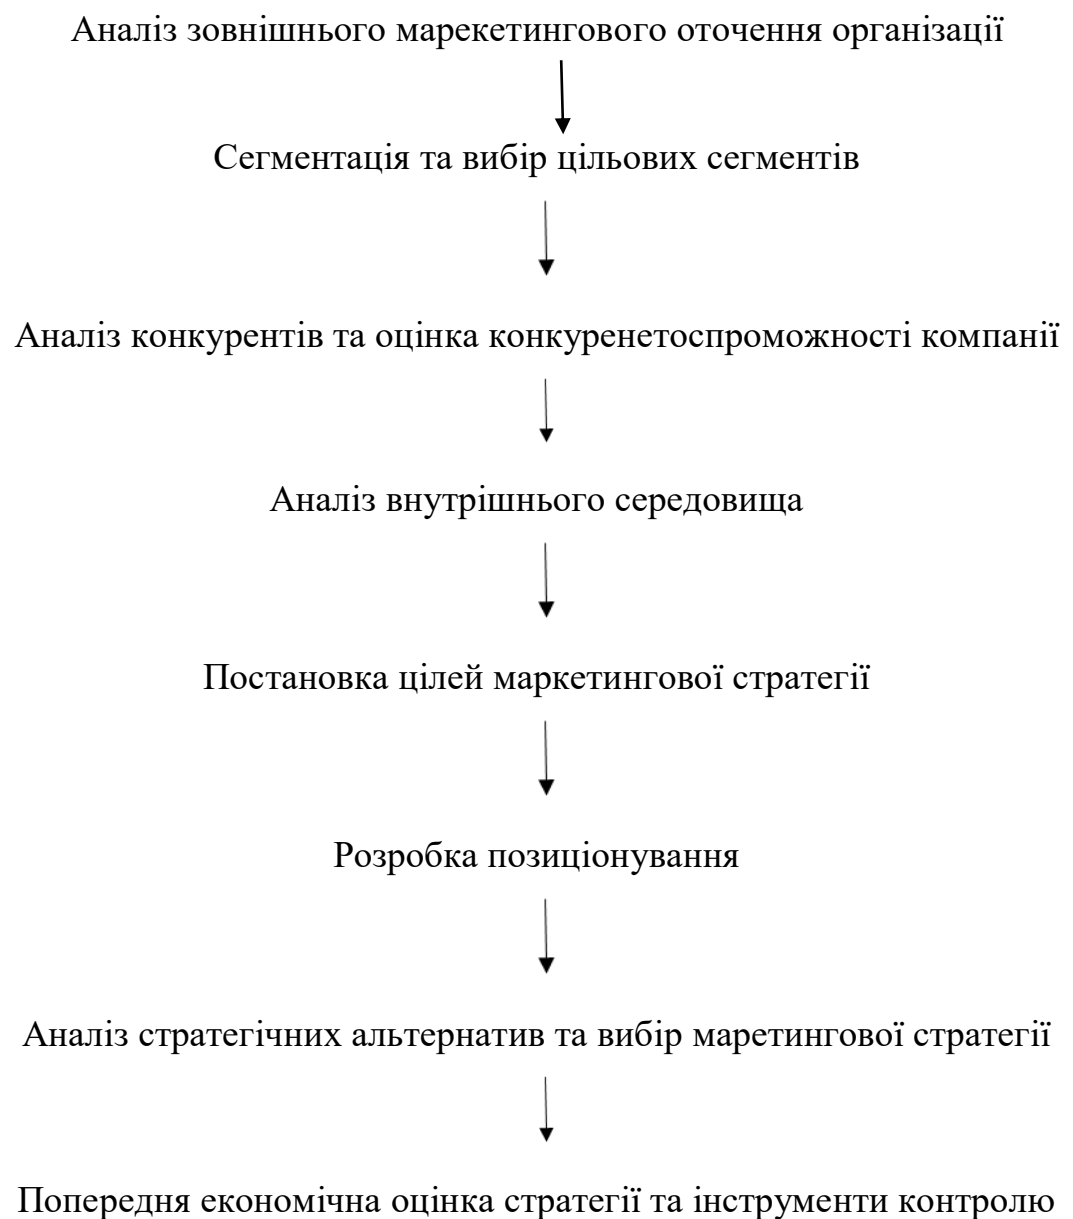 Аналіз зовнішнього марекетингового оточення організації
Сегментація та вибір цільових сегментів
Аналіз конкурентів та оцінка конкуренетоспроможності компанії
Аналіз внутрішнього середовища
Постановка цілей маркетингової стратегії
Розробка позиціонування
Аналіз стратегічних альтернатив та вибір маретингової стратегії
Попередня економічна оцінка стратегії та інструменти контролю